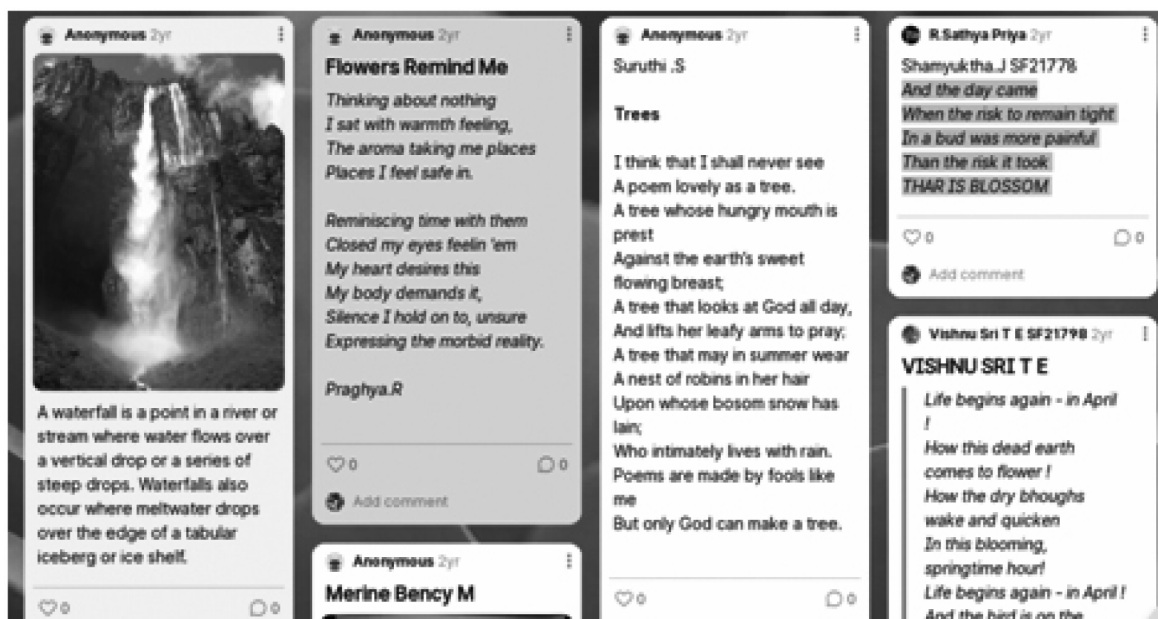 Anonymous 2yr
A waterfall is a point in a river or
stream where water flows over
a vertical drop or a series of
steep drops. Waterfalls also
occur where meltwater drops
over the edge of a tabular
iceberg or ice shelf.
0
0
Anonymous 2yr
Flowers Remind Me
Thinking about nothing
I sat with warmth feeling,
The aroma taking me places
Places I feel safe in.
Reminiscing time with them
Closed my eyes feelin 'em
My heart desires this
My body demands it,
Silence I hold on to, unsure
Expressing the morbid reality.
Praghya.R
0
0
Add comment
Anonymous 2yr
Merine Bency M
Anonymous 2yr
Suruthi .S
Trees
I think that I shall never see
A poem lovely as a tree.
A tree whose hungry mouth is
prest
Against the earth's sweet
flowing breast;
A tree that looks at God all day,
And lifts her leafy arms to pray;
A tree that may in summer wear
A nest of robins in her hair
Upon whose bosom snow has
lain;
Who intimately lives with rain.
Poems are made by fools like
me
But only God can make a tree.
0
0
R.Sathya Priya 2yr
Shamyuktha.J SF21778
And the day came
When the risk to remain tight
In a bud was more painful
Than the risk it took
THAR IS BLOSSOM
0
0
Add comment
Vishnu Sri T E SF21798 2yr
VISHNU SRI T E
Life begins again - in April
!
How this dead earth
comes to flower !
How the dry bhoughs
wake and quicken
In this blooming,
springtime hour!
Life begins again - in April !
And the bird is on the